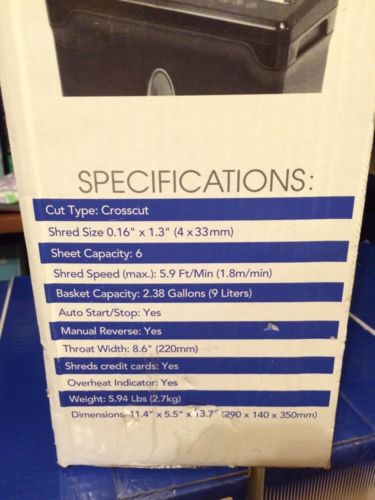 SPECIFICATIONS:
Cut Type: Crosscut
Shred Size 0.16" x 1.3" (4 x 33mm)
Sheet Capacity: 6
Shred Speed (max.): 5.9 Ft/Min (1.8m/min)
Basket Capacity: 2.38 Gallons (9 Liters)
Auto Start/Stop: Yes
Manual Reverse: Yes
Throat Width: 8.6" (220mm)
Shreds credit cards: Yes
Overheat Indicator: Yes
Weight: 5.94 Lbs (2.7kg)
Dimensions: 11.4" x 5.5" x 13.7" (290 x 140 x 350mm)